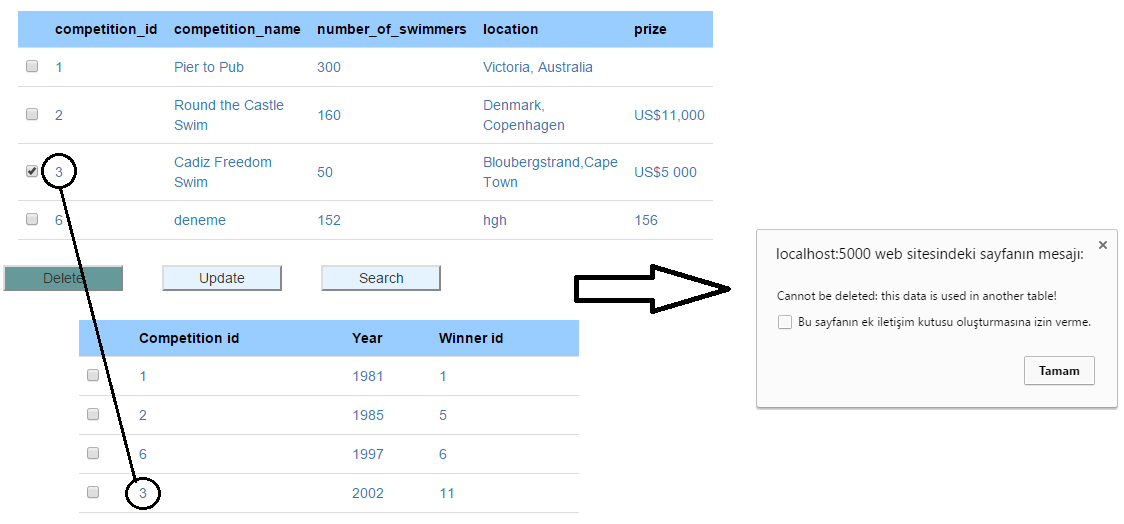 competition_id competition_name number_of_swimmers location prize
1 Pier to Pub 300 Victoria, Australia
2 Round the Castle Swim 160 Denmark, Copenhagen US$11,000
3 Cadiz Freedom Swim 50 Bloubergstrand,Cape Town US$5 000
6 deneme 152 hgh 156
Delete Update Search
Competition id Year Winner id
1 1981 1
2 1985 5
6 1997 6
3 2002 11
localhost:5000 web sitesindeki sayfanın mesajı:
Cannot be deleted: this data is used in another table!
Bu sayfanın ek iletişim kutusu oluşturmasına izin verme.
Tamam